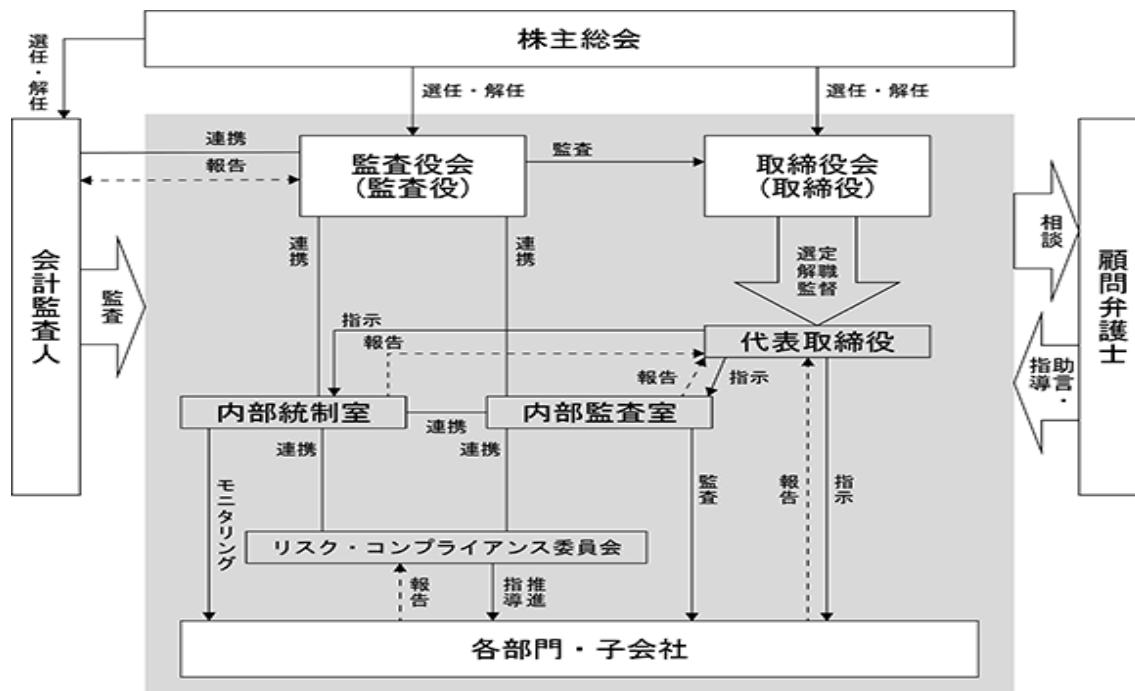 株主総会
選任・解任
選任・解任
選任・解任
連携
報告
監査役会
(監査役)
監査
取締役会
(取締役)
会計監査人
監査
連携
連携
選定
解職
監督
相談
顧問弁護士
助言・
指導
指示
報告
代表取締役
報告
指示
内部統制室
連携
内部監査室
連携
連携
モニタリング
監査
報告
指示
リスク・コンプライアンス委員会
報告
推進
指導
各部門・子会社